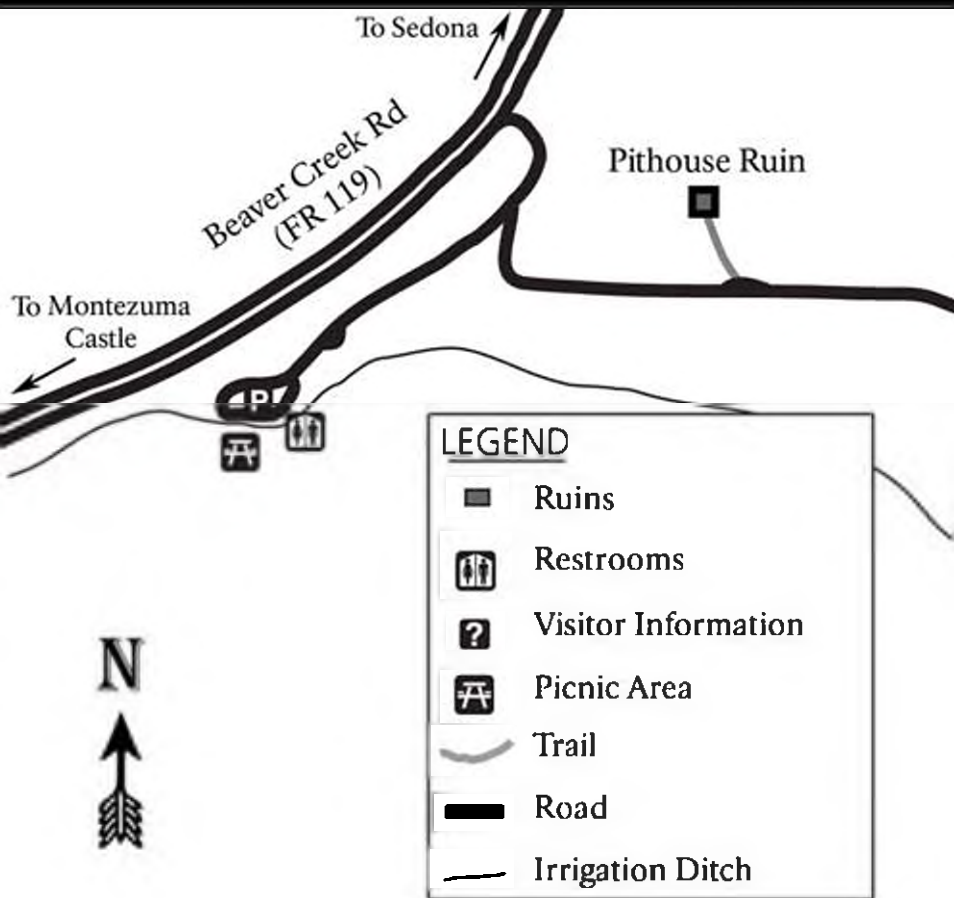 To Sedona
Beaver Creek Rd
(FR 119)
Pithouse Ruin
To Montezuma
Castle
P
LEGEND
Ruins
Restrooms
?
Visitor Information
Picnic Area
Trail
Road
Irrigation Ditch
N